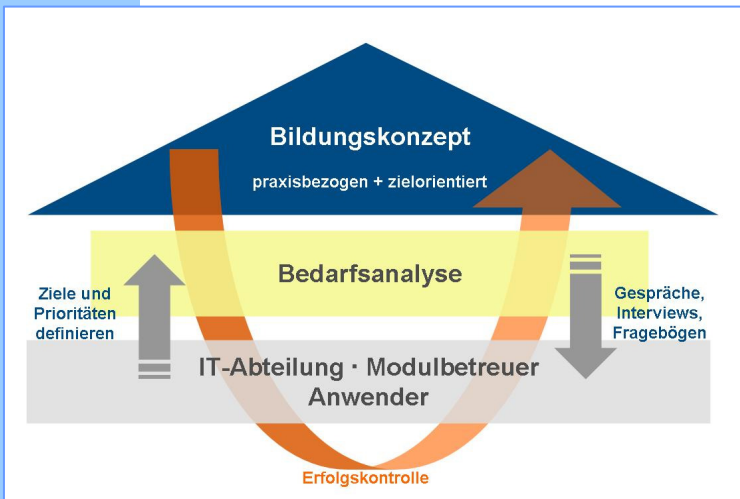 Bildungskonzept
praxisbezogen + zielorientiert
Bedarfsanalyse
Ziele und
Prioritäten
definieren
Gespräche,
Interviews,
Fragebögen
IT-Abteilung · Modulbetreuer
Anwender
Erfolgskontrolle